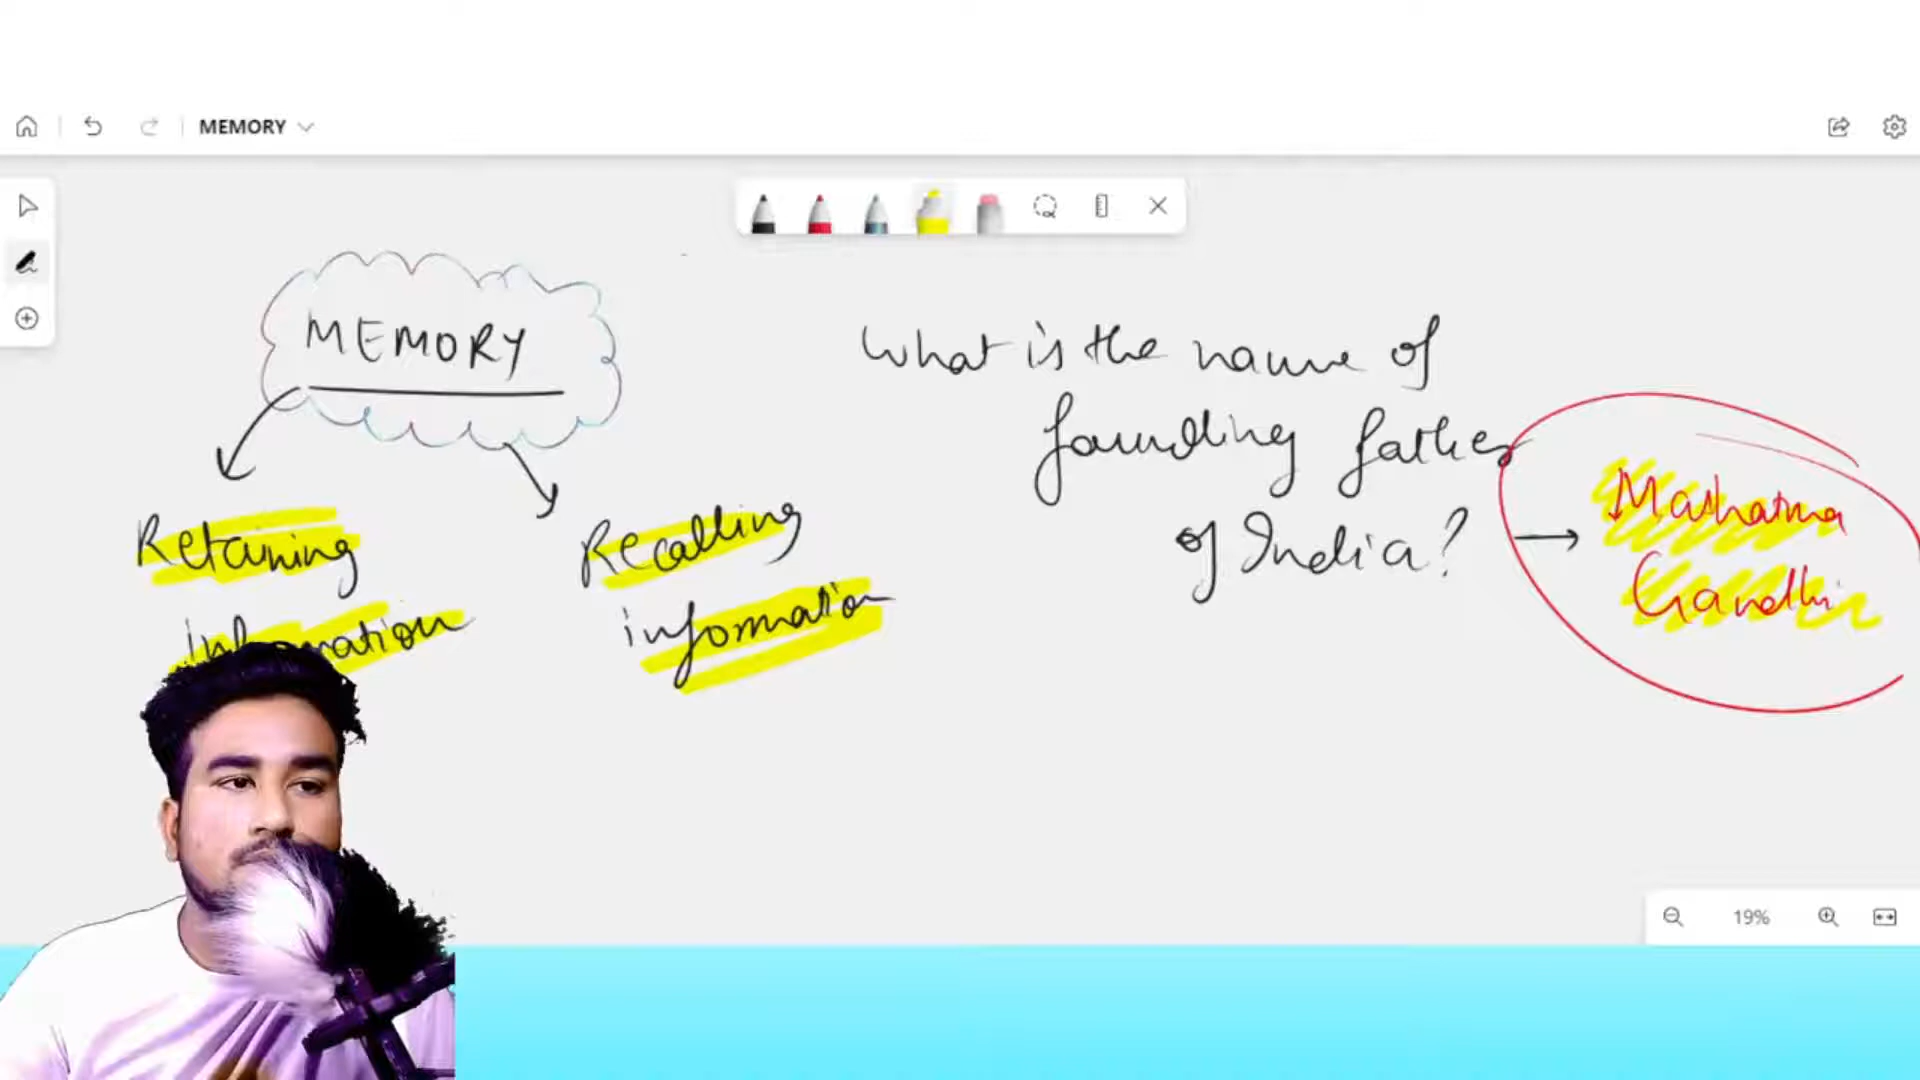 MEMORY
MEMORY
Retaining
information
Recalling
information
What is the name of
founding father
of India?
Mahatma
Gandhi
19%